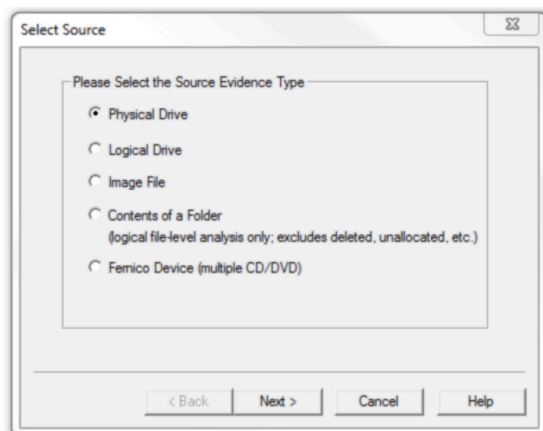 Select Source
Please Select the Source Evidence Type
Physical Drive
Logical Drive
Image File
Contents of a Folder
(logical file-level analysis only; excludes deleted, unallocated, etc.)
Fernico Device (multiple CD/DVD)
< Back Next > Cancel Help